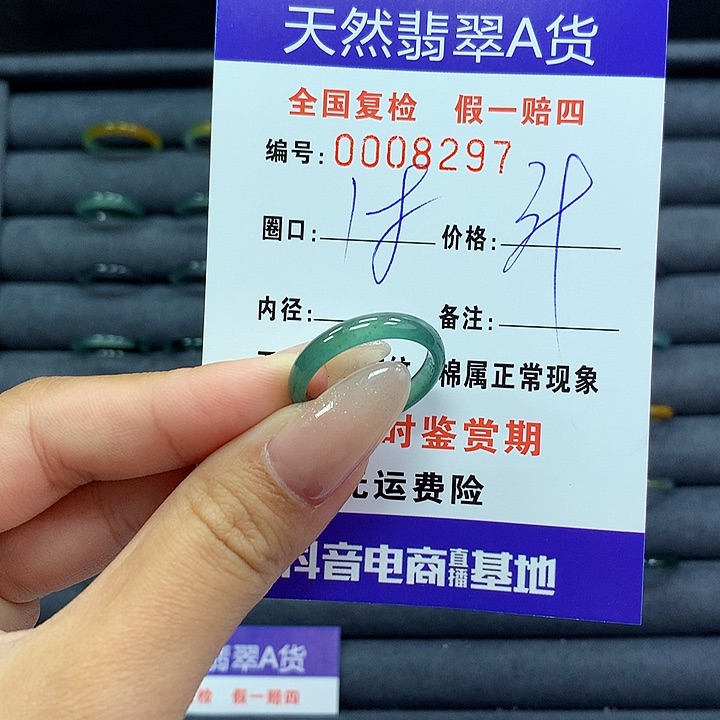 天然翡翠A货
全国复检 假一赔四
编号:0008297
圈口: 价格:
内径: 备注:
棉属正常现象
时鉴赏期
运费险
抖音电商直播基地
翡翠A货
检 假一赔四